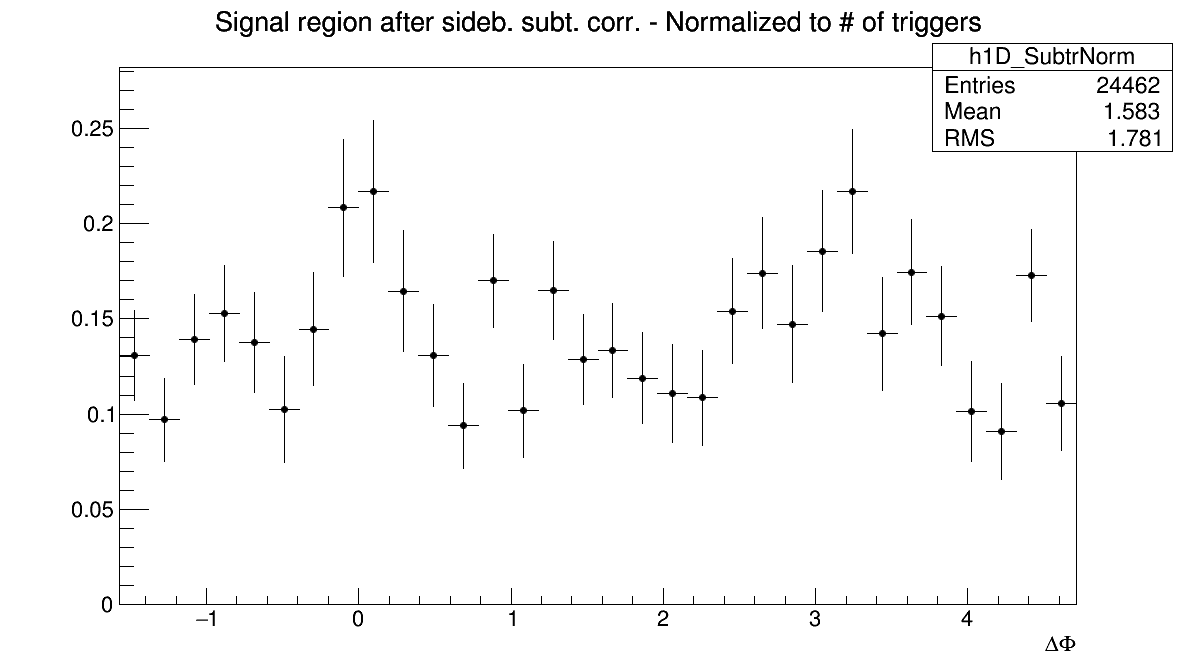 Signal region after sideb. subt. corr. - Normalized to # of triggers
h1D_SubtrNorm
Entries 24462
Mean 1.583
RMS 1.781
0.25
0.2
0.15
0.1
0.05
0
−1 0 1 2 3 4
ΔΦ